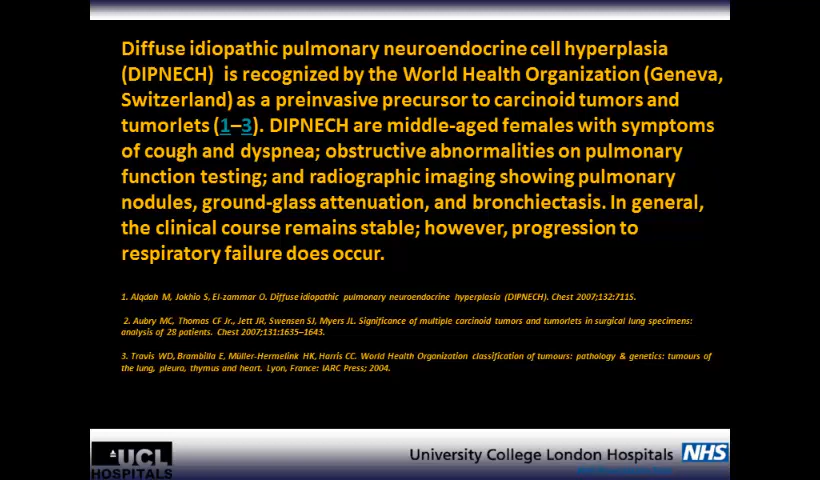 Diffuse idiopathic pulmonary neuroendocrine cell hyperplasia
(DIPNECH) is recognized by the World Health Organization (Geneva,
Switzerland) as a preinvasive precursor to carcinoid tumors and
tumorlets (1–3). DIPNECH are middle-aged females with symptoms
of cough and dyspnea; obstructive abnormalities on pulmonary
function testing; and radiographic imaging showing pulmonary
nodules, ground-glass attenuation, and bronchiectasis. In general,
the clinical course remains stable; however, progression to
respiratory failure does occur.
1. Alqdah M, Jokhio S, El-zammar O. Diffuse idiopathic pulmonary neuroendocrine hyperplasia (DIPNECH). Chest 2007;132:711S.
2. Aubry MC, Thomas CF Jr., Jett JR, Swensen SJ, Myers JL. Significance of multiple carcinoid tumors and tumorlets in surgical lung specimens:
analysis of 28 patients. Chest 2007;131:1635–1643.
3. Travis WD, Brambilla E, Müller-Hermelink HK, Harris CC. World Health Organization classification of tumours: pathology & genetics: tumours of
the lung, pleura, thymus and heart. Lyon, France: IARC Press; 2004.
UCL
HOSPITALS
University College London Hospitals NHS